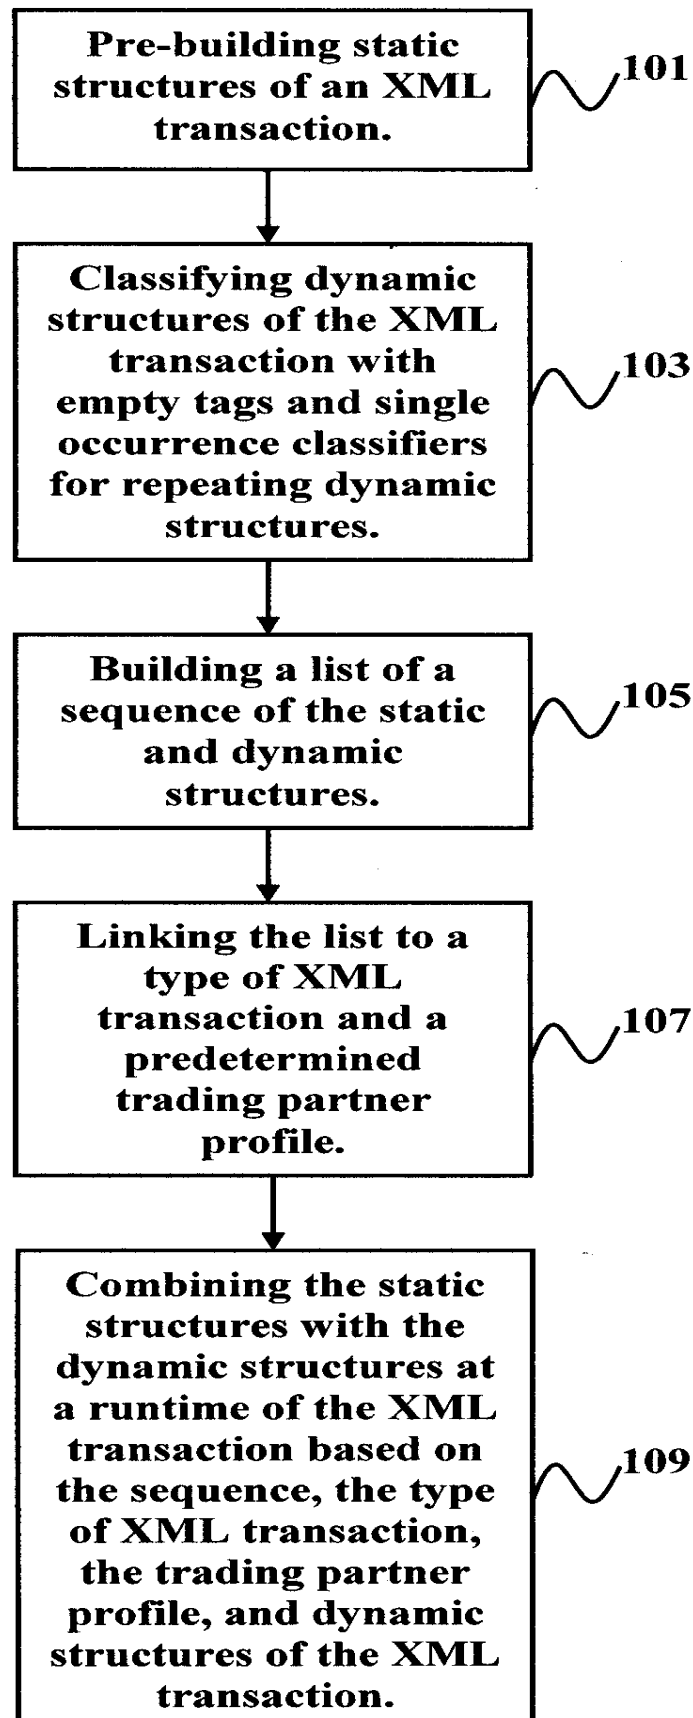 Pre-building static
structures of an XML
transaction.
101
Classifying dynamic
structures of the XML
transaction with
empty tags and single
occurrence classifiers
for repeating dynamic
structures.
103
Building a list of a
sequence of the static
and dynamic
structures.
105
Linking the list to a
type of XML
transaction and a
predetermined
trading partner
profile.
107
Combining the static
structures with the
dynamic structures at
a runtime of the XML
transaction based on
the sequence, the type
of XML transaction,
the trading partner
profile, and dynamic
structures of the XML
transaction.
109